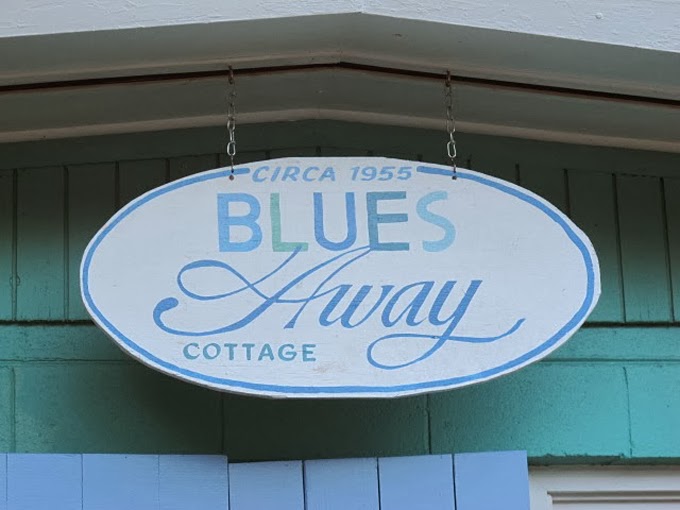 CIRCA 1955
BLUES
Away
COTTAGE